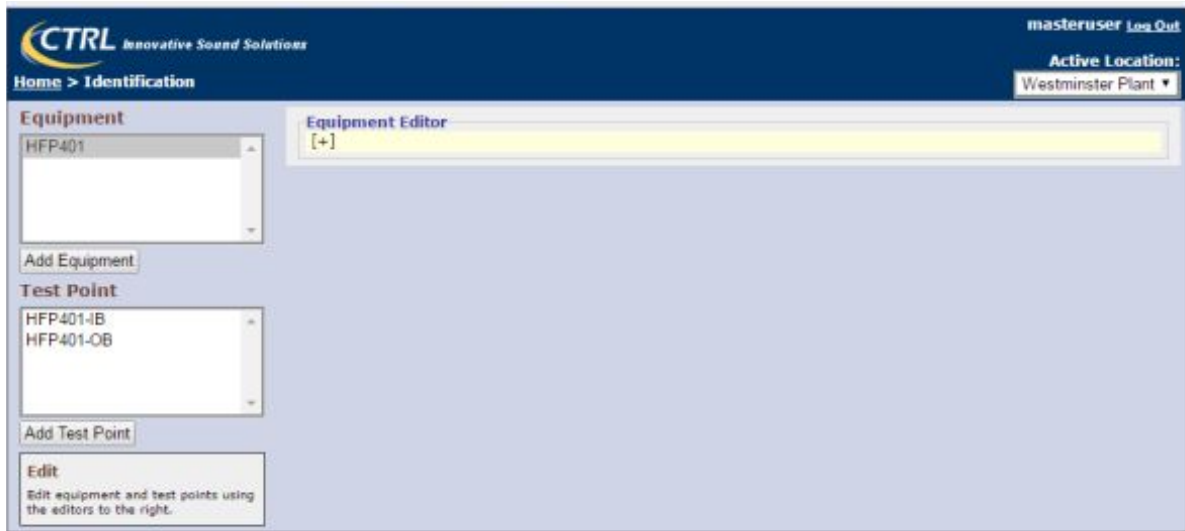 CTRL Innovative Sound Solutions
masteruser Log Out
Active Location:
Home > Identification
Westminster Plant
Equipment
HFP401
Add Equipment
Test Point
HFP401-IB
HFP401-OB
Add Test Point
Edit
Edit equipment and test points using
the editors to the right.
Equipment Editor
[+]